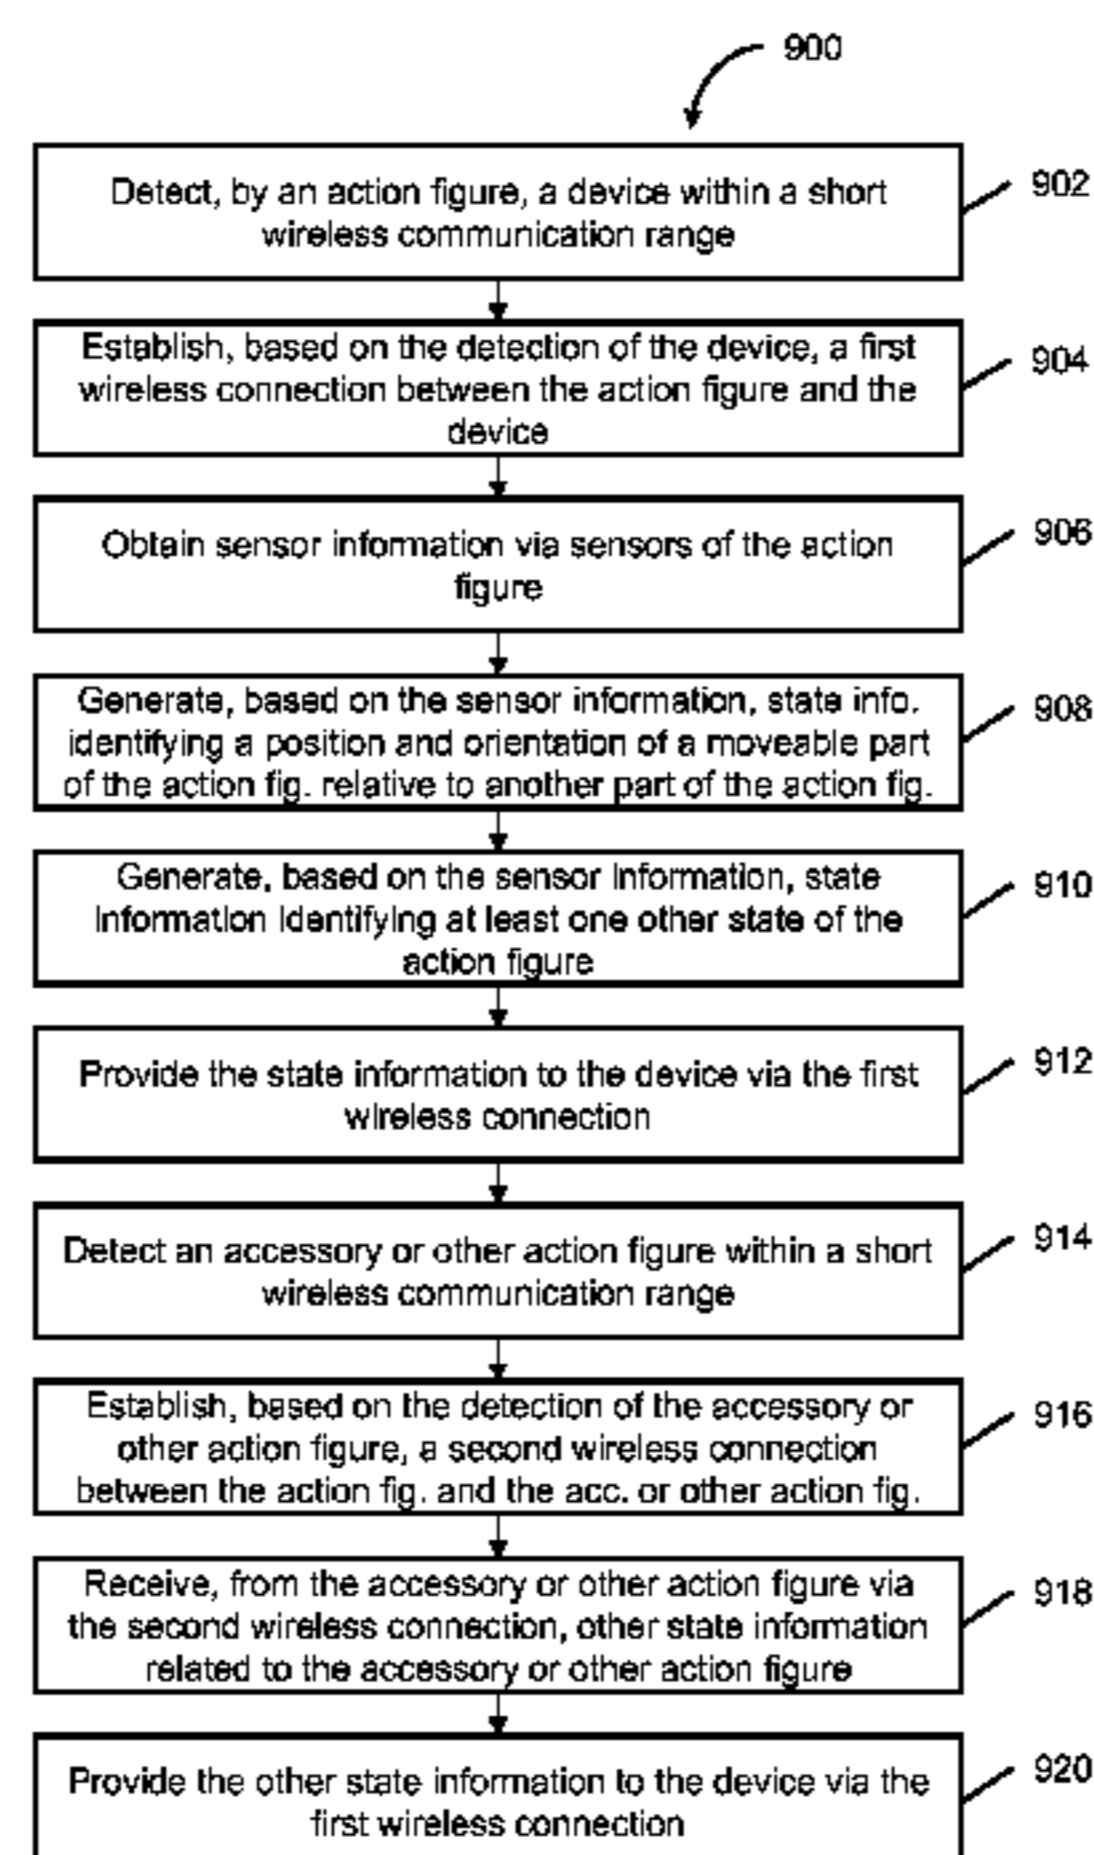 900
Detect, by an action figure, a device within a short
wireless communication range
902
Establish, based on the detection of the device, a first
wireless connection between the action figure and the
device
904
Obtain sensor information via sensors of the action
figure
906
Generate, based on the sensor information, state info.
identifying a position and orientation of a moveable part
of the action fig. relative to another part of the action fig.
908
Generate, based on the sensor information, state
information identifying at least one other state of the
action figure
910
Provide the state information to the device via the first
wireless connection
912
Detect an accessory or other action figure within a short
wireless communication range
914
Establish, based on the detection of the accessory or
other action figure, a second wireless connection
between the action fig. and the acc. or other action fig.
916
Receive, from the accessory or other action figure via
the second wireless connection, other state information
related to the accessory or other action figure
918
Provide the other state information to the device via the
first wireless connection
920